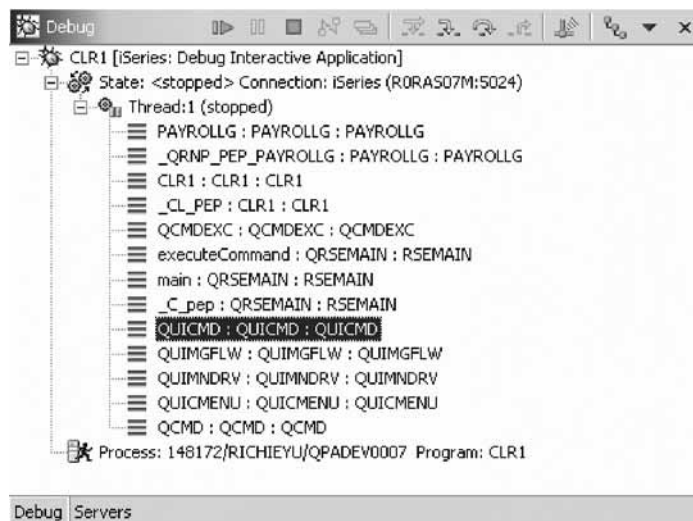 Debug
CLR1 [iSeries: Debug Interactive Application]
State: <stopped> Connection: iSeries (R0RAS07M:5024)
Thread:1 (stopped)
PAYROLLG : PAYROLLG : PAYROLLG
_QRNP_PEP_PAYROLLG : PAYROLLG : PAYROLLG
CLR1 : CLR1 : CLR1
_CL_PEP : CLR1 : CLR1
QCMDEXC : QCMDEXC : QCMDEXC
executeCommand : QRSEMAIN : RSEMAIN
main : QRSEMAIN : RSEMAIN
_C_pep : QRSEMAIN : RSEMAIN
QUICMD : QUICMD : QUICMD
QUIMGFLW : QUIMGFLW : QUIMGFLW
QUIMNDRV : QUIMNDRV : QUIMNDRV
QUICMENU : QUICMENU : QUICMENU
QCMD : QCMD : QCMD
Process: 148172/RICHIEYU/QPADEV0007 Program: CLR1
Debug Servers